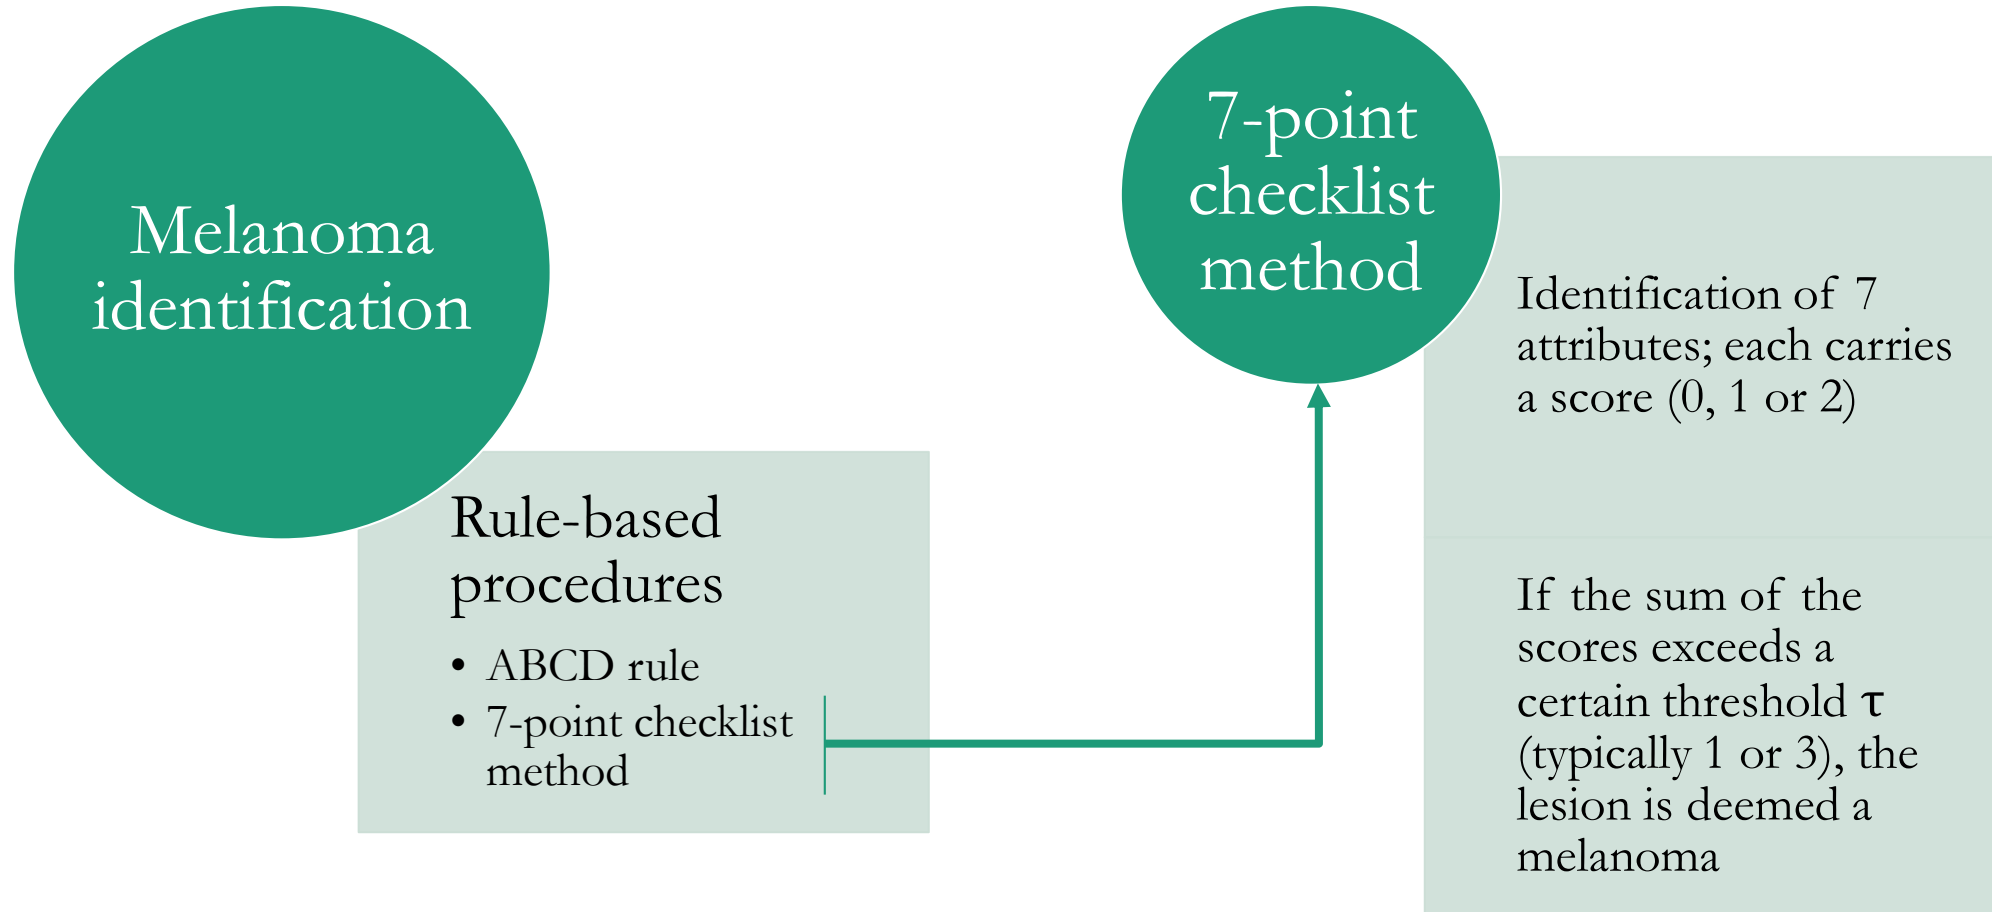 Melanoma
identification
Rule-based
procedures
• ABCD rule
• 7-point checklist
method
7-point
checklist
method
Identification of 7
attributes; each carries
a score (0, 1 or 2)
If the sum of the
scores exceeds a
certain threshold τ
(typically 1 or 3), the
lesion is deemed a
melanoma